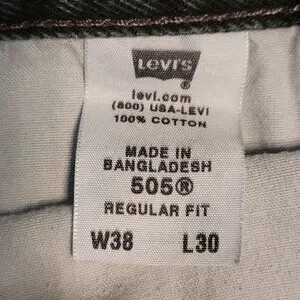 Levi's
levi.com
(800) USA-LEVI
100% COTTON
MADE IN
BANGLADESH
505®
REGULAR FIT
W38 L30